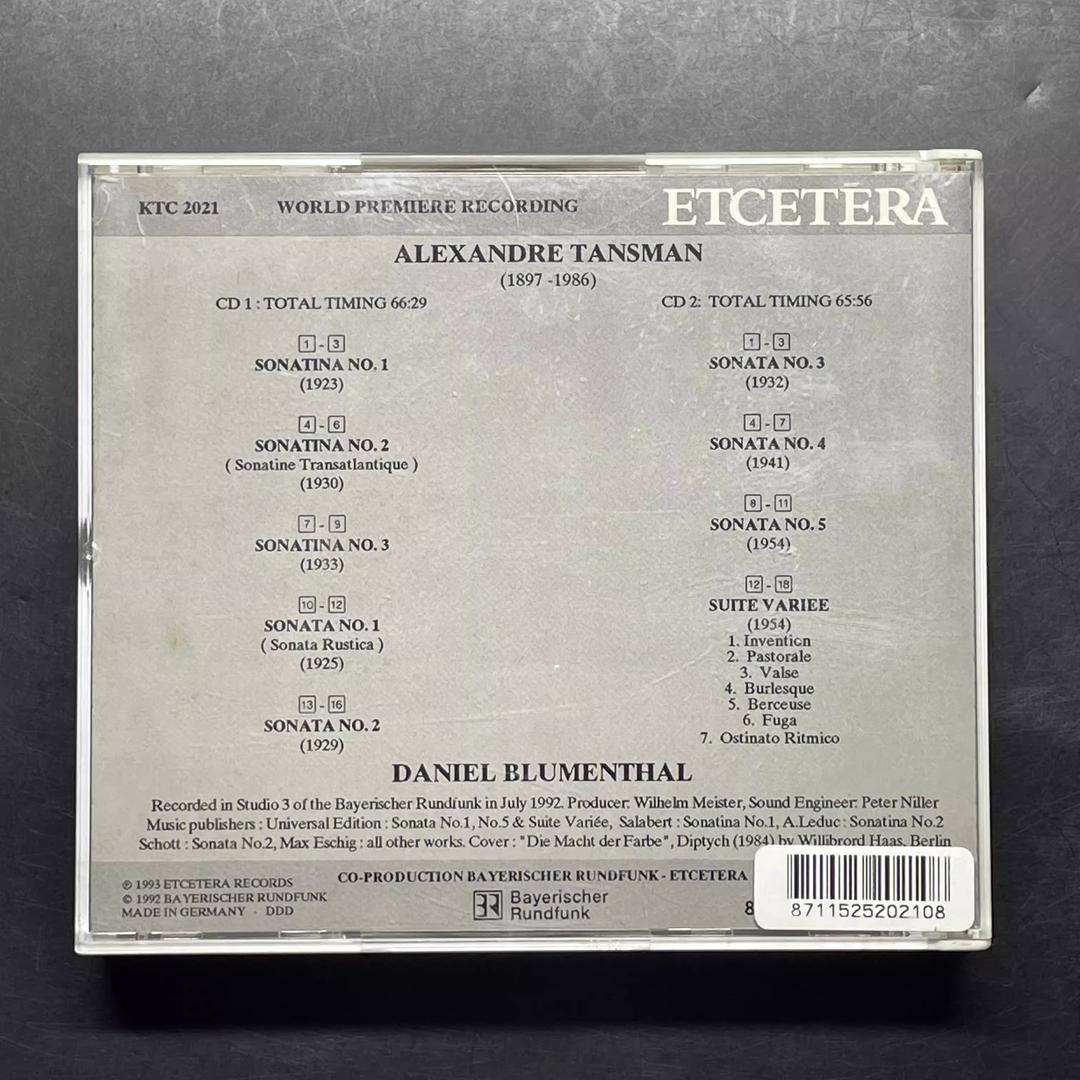 KTC 2021 WORLD PREMIERE RECORDING ETCETERA
ALEXANDRE TANSMAN
(1897 -1986)
CD 1 : TOTAL TIMING 66:29
1 - 3
SONATINA NO. 1
(1923)
4 - 6
SONATINA NO. 2
( Sonatine Transatlantique )
(1930)
7 - 9
SONATINA NO. 3
(1933)
10 - 12
SONATA NO. 1
( Sonata Rustica )
(1925)
13 - 16
SONATA NO. 2
(1929)
CD 2: TOTAL TIMING 65:56
1 - 3
SONATA NO. 3
(1932)
4 - 7
SONATA NO. 4
(1941)
8 - 11
SONATA NO. 5
(1954)
12 - 18
SUITE VARIEE
(1954)
1. Invention
2. Pastorale
3. Valse
4. Burlesque
5. Berceuse
6. Fuga
7. Ostinato Ritmico
DANIEL BLUMENTHAL
Recorded in Studio 3 of the Bayerischer Rundfunk in July 1992. Producer: Wilhelm Meister, Sound Engineer: Peter Niller
Music publishers : Universal Edition : Sonata No.1, No.5 & Suite Variée, Salabert : Sonatina No.1, A.Leduc : Sonatina No.2
Schott : Sonata No.2, Max Eschig : all other works. Cover : "Die Macht der Farbe", Diptych (1984) by Willibrord Haas, Berlin
℗ 1993 ETCETERA RECORDS
© 1992 BAYERISCHER RUNDFUNK
MADE IN GERMANY · DDD
CO-PRODUCTION BAYERISCHER RUNDFUNK - ETCETERA
BR Bayerischer
Rundfunk
8
8711525202108